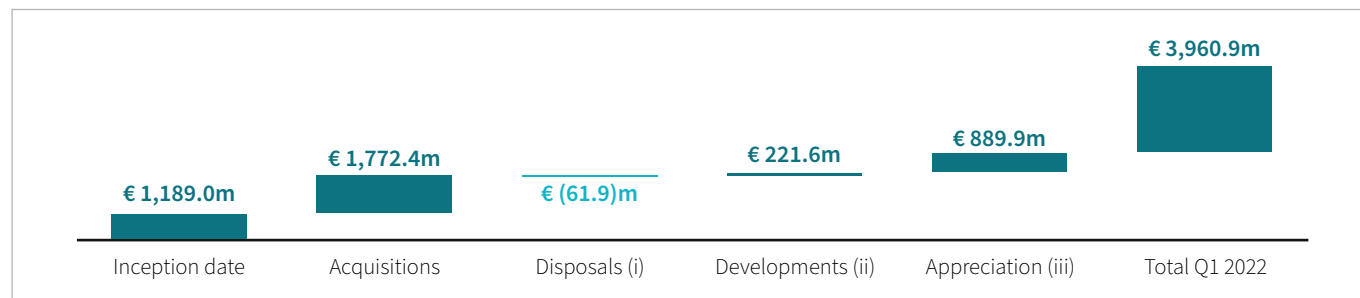 € 3,960.9m
€ 889.9m
€ 221.6m
€ 1,772.4m
€ (61.9)m
€ 1,189.0m
Inception date Acquisitions Disposals (i) Developments (ii) Appreciation (iii) Total Q1 2022